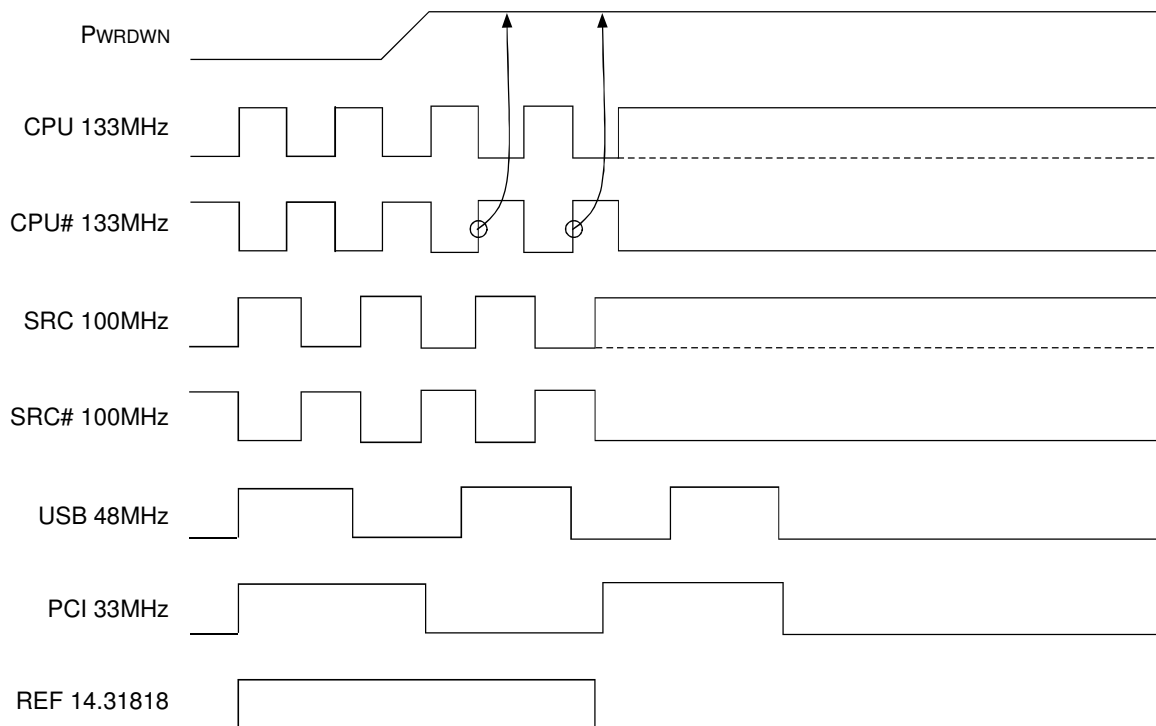 PWRDWN
CPU 133MHz
CPU# 133MHz
SRC 100MHz
SRC# 100MHz
USB 48MHz
PCI 33MHz
REF 14.31818